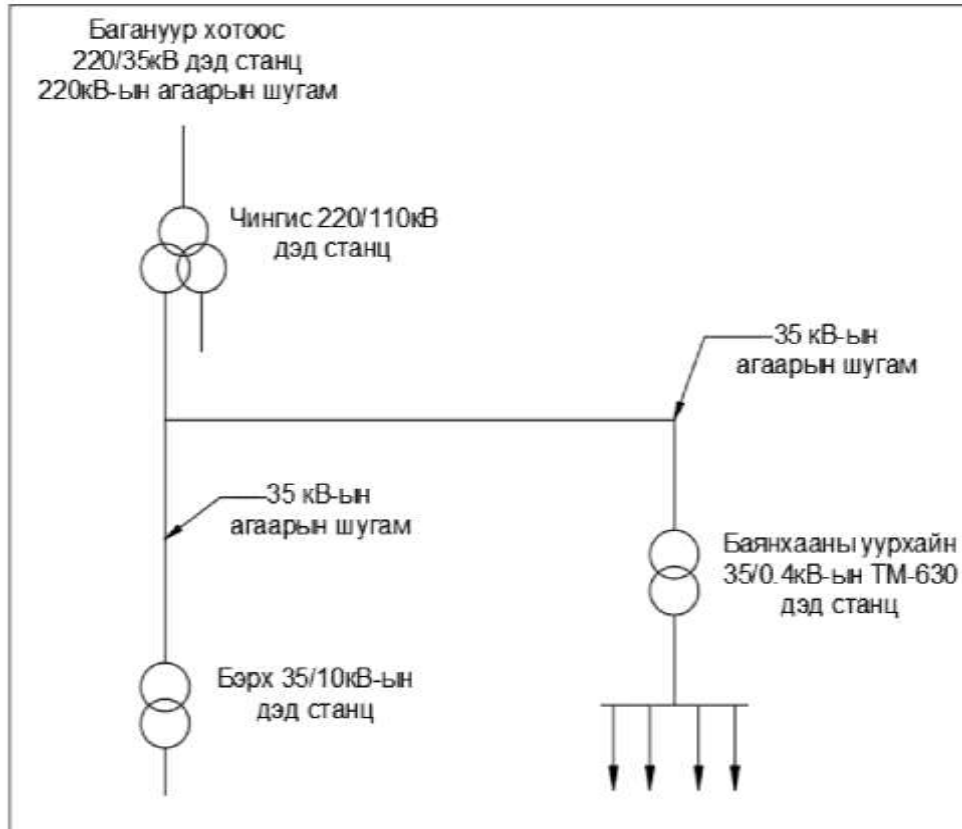 Багануур хотоос
220/35кВ дэд станц
220кВ-ын агаарын шугам
Чингис 220/110кВ
дэд станц
35 кВ-ын
агаарын шугам
35 кВ-ын
агаарын шугам
Баянхааны уурхайн
35/0.4кВ-ын ТМ-630
дэд станц
Бэрх 35/10кВ-ын
дэд станц